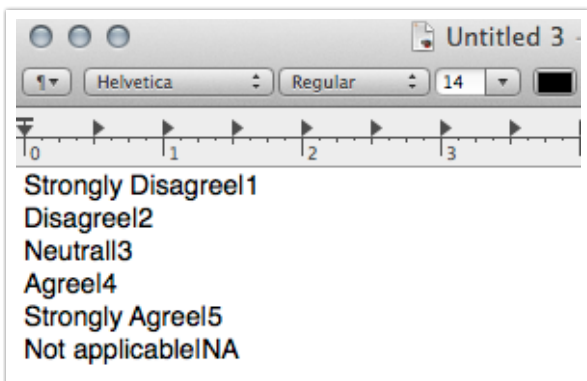 Untitled 3 -
¶ Helvetica Regular 14
0 1 2 3
Strongly Disagree|1
Disagree|2
Neutral|3
Agree|4
Strongly Agree|5
Not applicable|NA